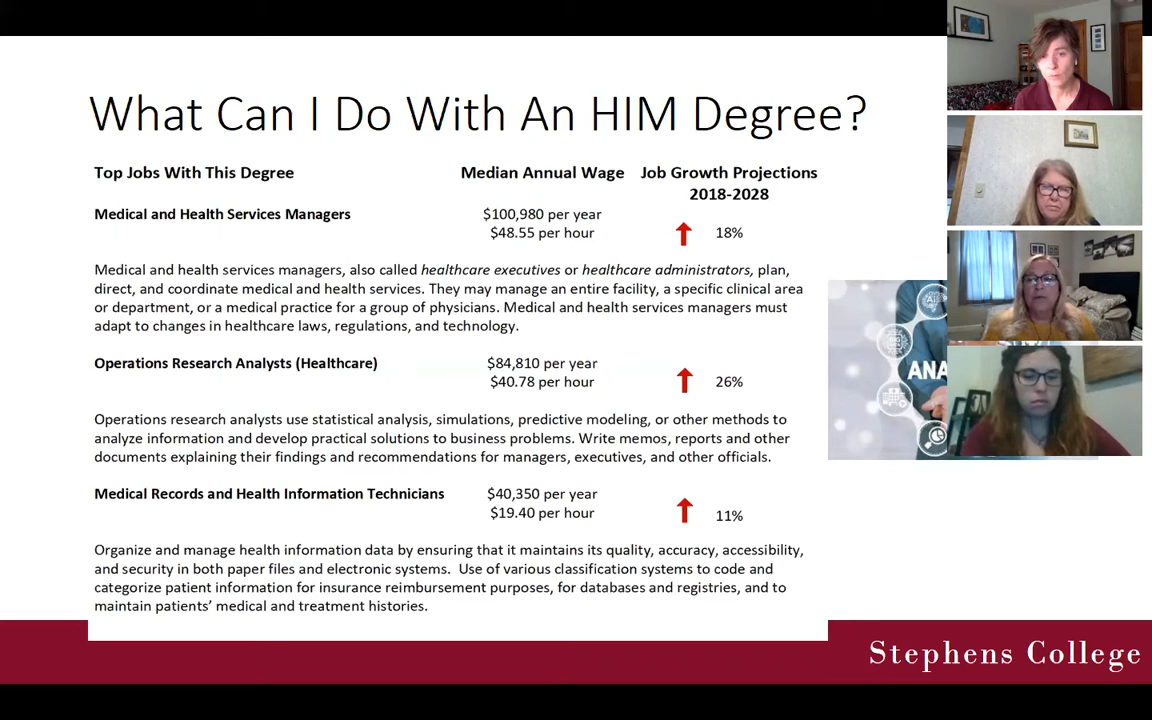 What Can I Do With An HIM Degree?
Top Jobs With This Degree
Median Annual Wage
Job Growth Projections
2018-2028
Medical and Health Services Managers
$100,980 per year
$48.55 per hour
18%
Medical and health services managers, also called healthcare executives or healthcare administrators, plan,
direct, and coordinate medical and health services. They may manage an entire facility, a specific clinical area
or department, or a medical practice for a group of physicians. Medical and health services managers must
adapt to changes in healthcare laws, regulations, and technology.
Operations Research Analysts (Healthcare)
$84,810 per year
$40.78 per hour
26%
Operations research analysts use statistical analysis, simulations, predictive modeling, or other methods to
analyze information and develop practical solutions to business problems. Write memos, reports and other
documents explaining their findings and recommendations for managers, executives, and other officials.
Medical Records and Health Information Technicians
$40,350 per year
$19.40 per hour
11%
Organize and manage health information data by ensuring that it maintains its quality, accuracy, accessibility,
and security in both paper files and electronic systems.  Use of various classification systems to code and
categorize patient information for insurance reimbursement purposes, for databases and registries, and to
maintain patients' medical and treatment histories.
ANA
Stephens College